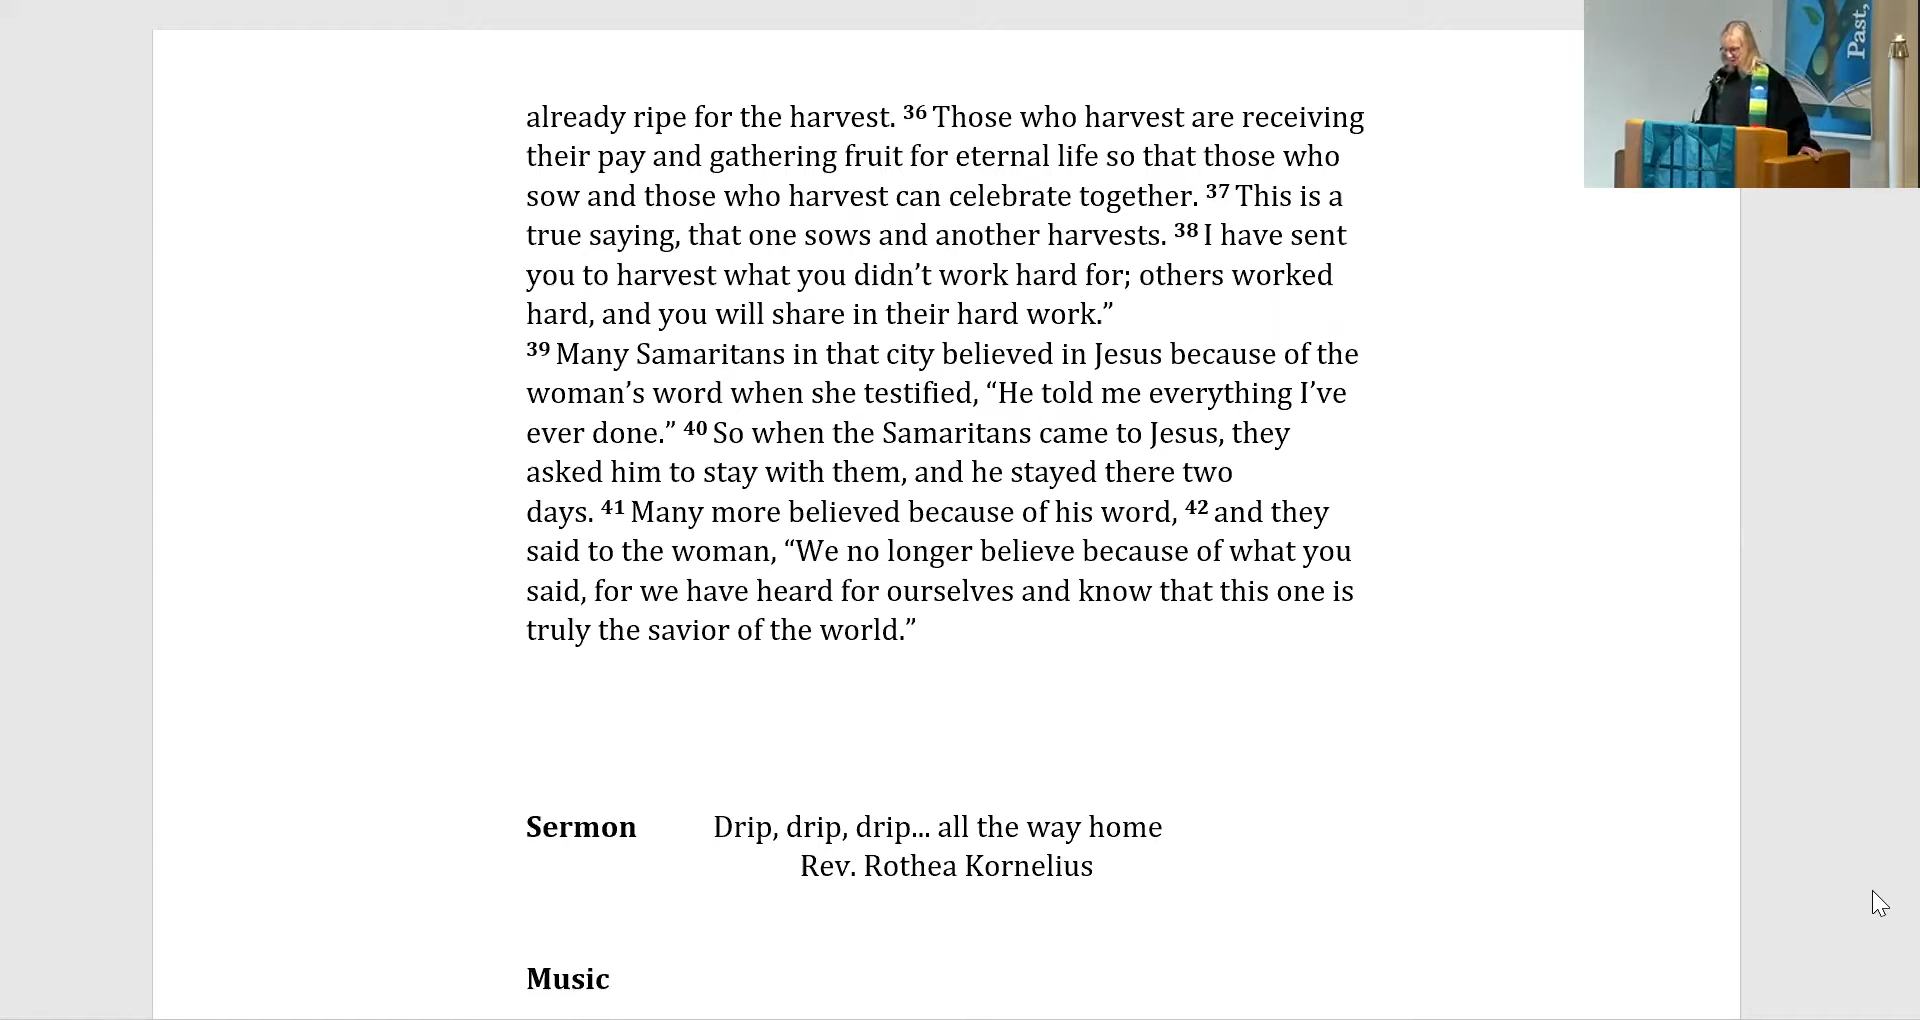 already ripe for the harvest. 36 Those who harvest are receiving
their pay and gathering fruit for eternal life so that those who
sow and those who harvest can celebrate together. 37 This is a
true saying, that one sows and another harvests. 38 I have sent
you to harvest what you didn’t work hard for; others worked
hard, and you will share in their hard work.”
39 Many Samaritans in that city believed in Jesus because of the
woman’s word when she testified, “He told me everything I’ve
ever done.” 40 So when the Samaritans came to Jesus, they
asked him to stay with them, and he stayed there two
days. 41 Many more believed because of his word, 42 and they
said to the woman, “We no longer believe because of what you
said, for we have heard for ourselves and know that this one is
truly the savior of the world.”
Sermon Drip, drip, drip... all the way home
Rev. Rothea Kornelius
Music
Past,